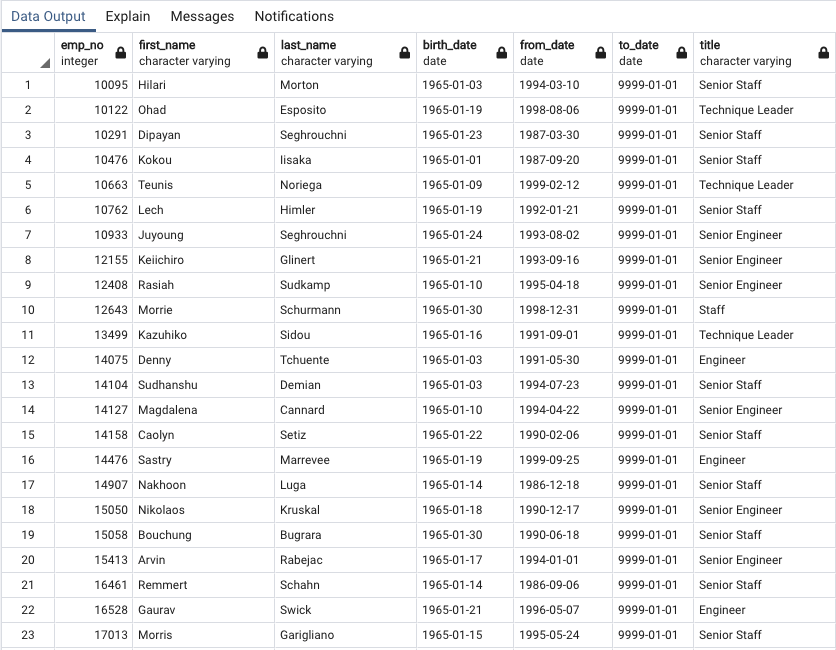 Data Output Explain Messages Notifications
emp_no first_name last_name birth_date from_date to_date title
integer character varying character varying date date date character varying
1 10095 Hilari Morton 1965-01-03 1994-03-10 9999-01-01 Senior Staff
2 10122 Ohad Esposito 1965-01-19 1998-08-06 9999-01-01 Technique Leader
3 10291 Dipayan Seghrouchni 1965-01-23 1987-03-30 9999-01-01 Senior Staff
4 10476 Kokou Iisaka 1965-01-01 1987-09-20 9999-01-01 Senior Staff
5 10663 Teunis Noriega 1965-01-09 1999-02-12 9999-01-01 Technique Leader
6 10762 Lech Himler 1965-01-19 1992-01-21 9999-01-01 Senior Staff
7 10933 Juyoung Seghrouchni 1965-01-24 1993-08-02 9999-01-01 Senior Engineer
8 12155 Keiichiro Glinert 1965-01-21 1993-09-16 9999-01-01 Senior Engineer
9 12408 Rasiah Sudkamp 1965-01-10 1995-04-18 9999-01-01 Senior Engineer
10 12643 Morrie Schurmann 1965-01-30 1998-12-31 9999-01-01 Staff
11 13499 Kazuhiko Sidou 1965-01-16 1991-09-01 9999-01-01 Technique Leader
12 14075 Denny Tchuente 1965-01-03 1991-05-30 9999-01-01 Engineer
13 14104 Sudhanshu Demian 1965-01-03 1994-07-23 9999-01-01 Senior Staff
14 14127 Magdalena Cannard 1965-01-10 1994-04-22 9999-01-01 Senior Engineer
15 14158 Caolyn Setiz 1965-01-22 1990-02-06 9999-01-01 Senior Staff
16 14476 Sastry Marrevee 1965-01-19 1999-09-25 9999-01-01 Engineer
17 14907 Nakhoon Luga 1965-01-14 1986-12-18 9999-01-01 Senior Staff
18 15050 Nikolaos Kruskal 1965-01-18 1990-12-17 9999-01-01 Senior Engineer
19 15058 Bouchung Bugrara 1965-01-30 1990-06-18 9999-01-01 Senior Staff
20 15413 Arvin Rabejac 1965-01-17 1994-01-01 9999-01-01 Senior Engineer
21 16461 Remmert Schahn 1965-01-14 1986-09-06 9999-01-01 Senior Staff
22 16528 Gaurav Swick 1965-01-21 1996-05-07 9999-01-01 Engineer
23 17013 Morris Garigliano 1965-01-15 1995-05-24 9999-01-01 Senior Staff